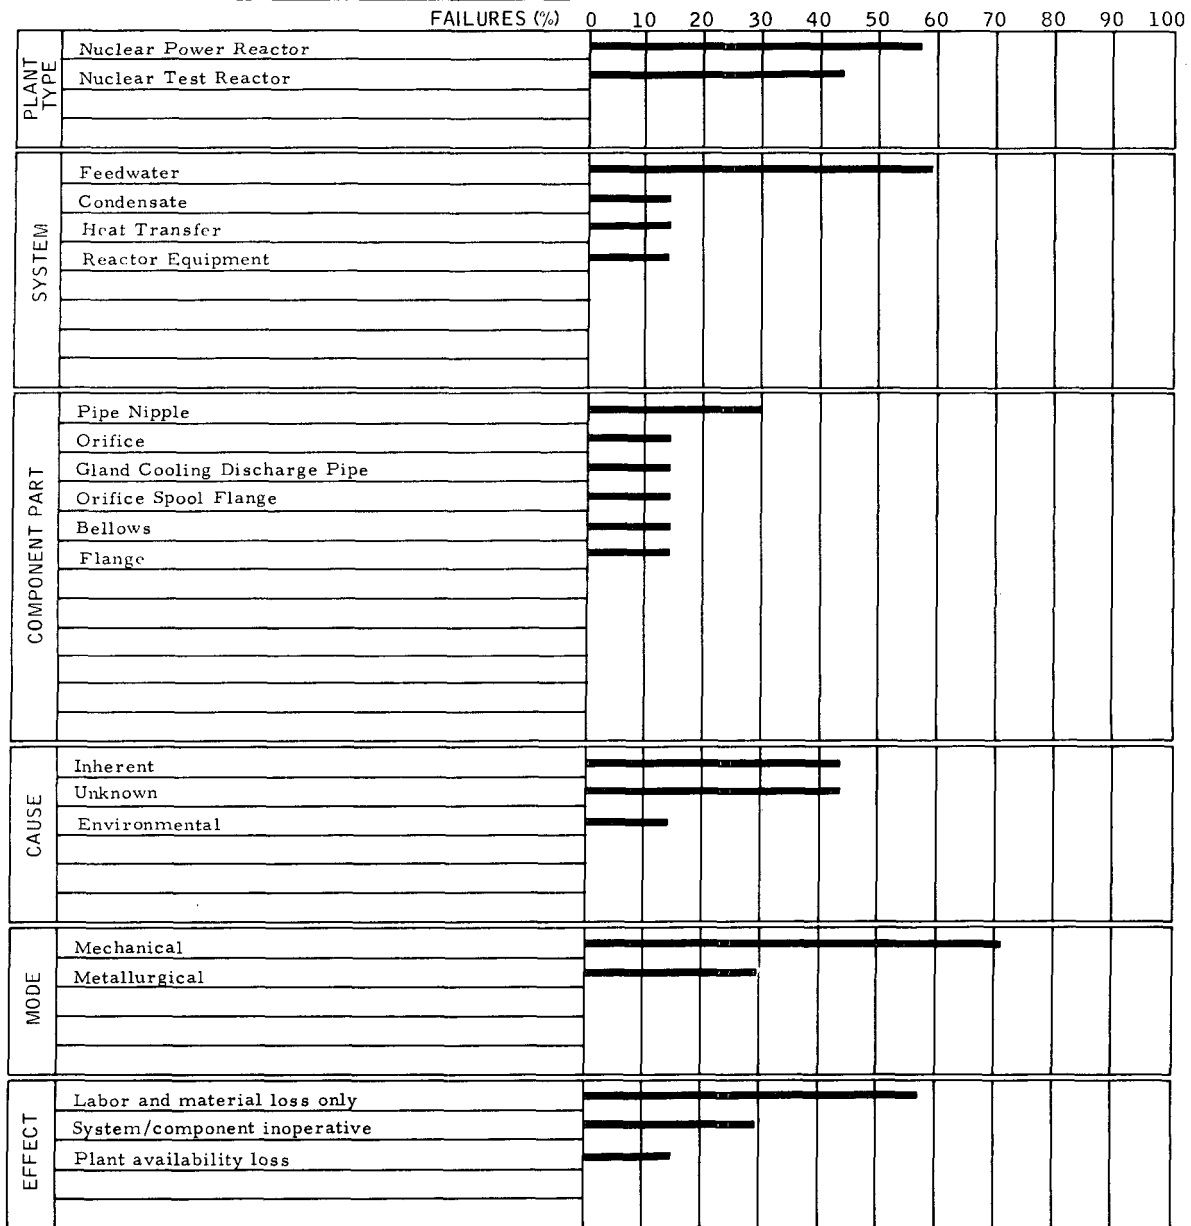 FAILURES (%) 0 10 20 30 40 50 60 70 80 90 100
PLANT TYPE
Nuclear Power Reactor
Nuclear Test Reactor
SYSTEM
Feedwater
Condensate
Heat Transfer
Reactor Equipment
COMPONENT PART
Pipe Nipple
Orifice
Gland Cooling Discharge Pipe
Orifice Spool Flange
Bellows
Flange
CAUSE
Inherent
Unknown
Environmental
MODE
Mechanical
Metallurgical
EFFECT
Labor and material loss only
System/component inoperative
Plant availability loss